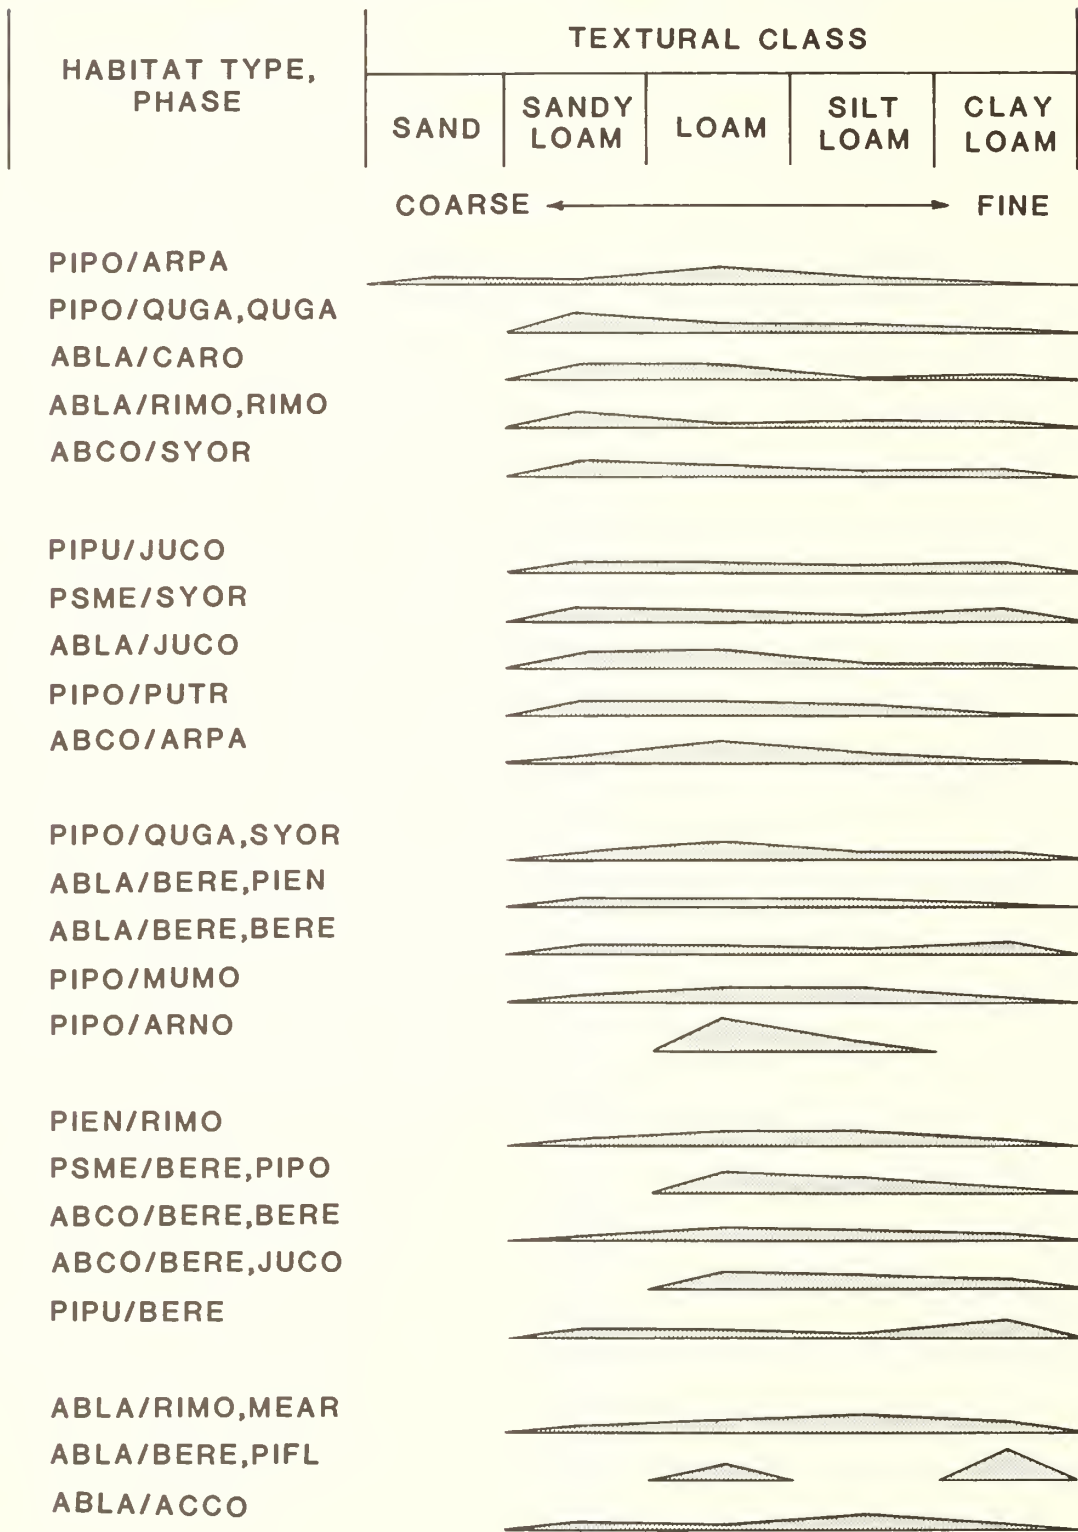 HABITAT TYPE,
PHASE
TEXTURAL CLASS
SAND
SANDY
LOAM
LOAM
SILT
LOAM
CLAY
LOAM
COARSE
FINE
PIPO/ARPA
PIPO/QUGA,QUGA
ABLA/CARO
ABLA/RIMO,RIMO
ABCO/SYOR
PIPU/JUCO
PSME/SYOR
ABLA/JUCO
PIPO/PUTR
ABCO/ARPA
PIPO/QUGA,SYOR
ABLA/BERE,PIEN
ABLA/BERE,BERE
PIPO/MUMO
PIPO/ARNO
PIEN/RIMO
PSME/BERE,PIPO
ABCO/BERE,BERE
ABCO/BERE,JUCO
PIPU/BERE
ABLA/RIMO,MEAR
ABLA/BERE,PIFL
ABLA/ACCO